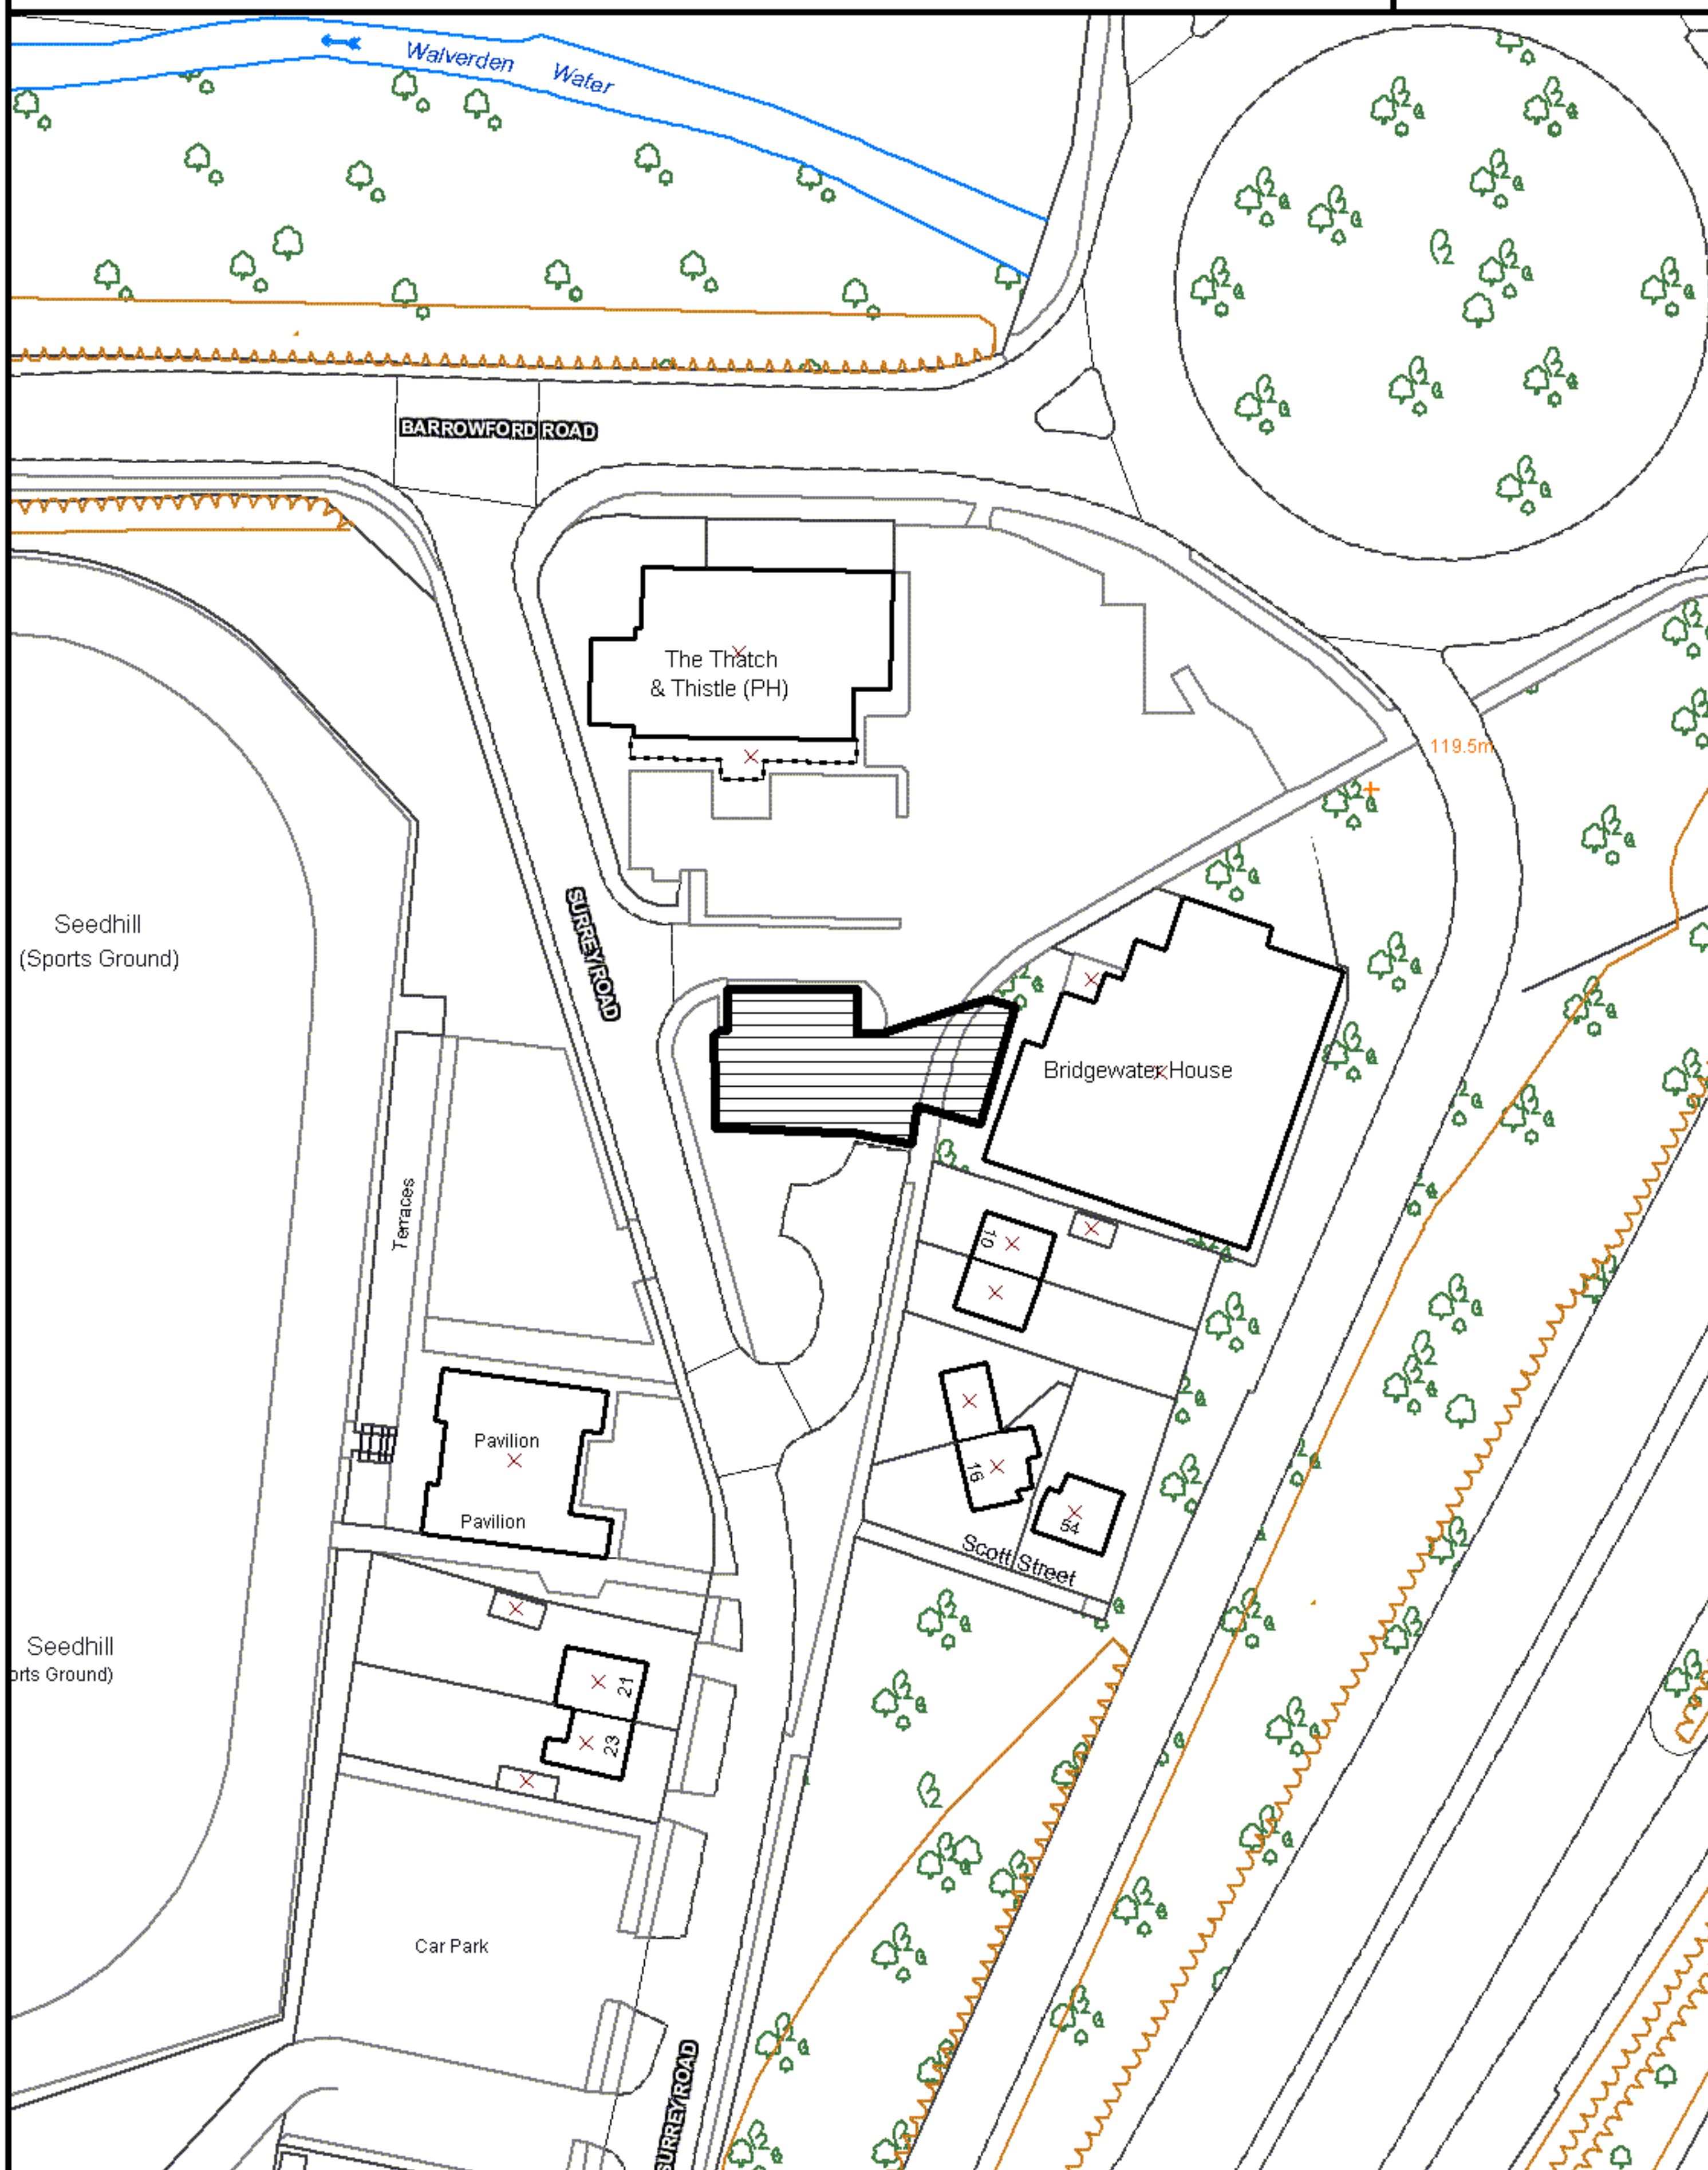 Walverden Water
BARROWFORD ROAD
The Thatch
& Thistle (PH)
119.5m
SURREY ROAD
Seedhill
(Sports Ground)
Bridgewater House
Terraces
10
Pavilion
16
Pavilion
54
Scott Street
Seedhill
orts Ground)
21
23
Car Park
SURREY ROAD